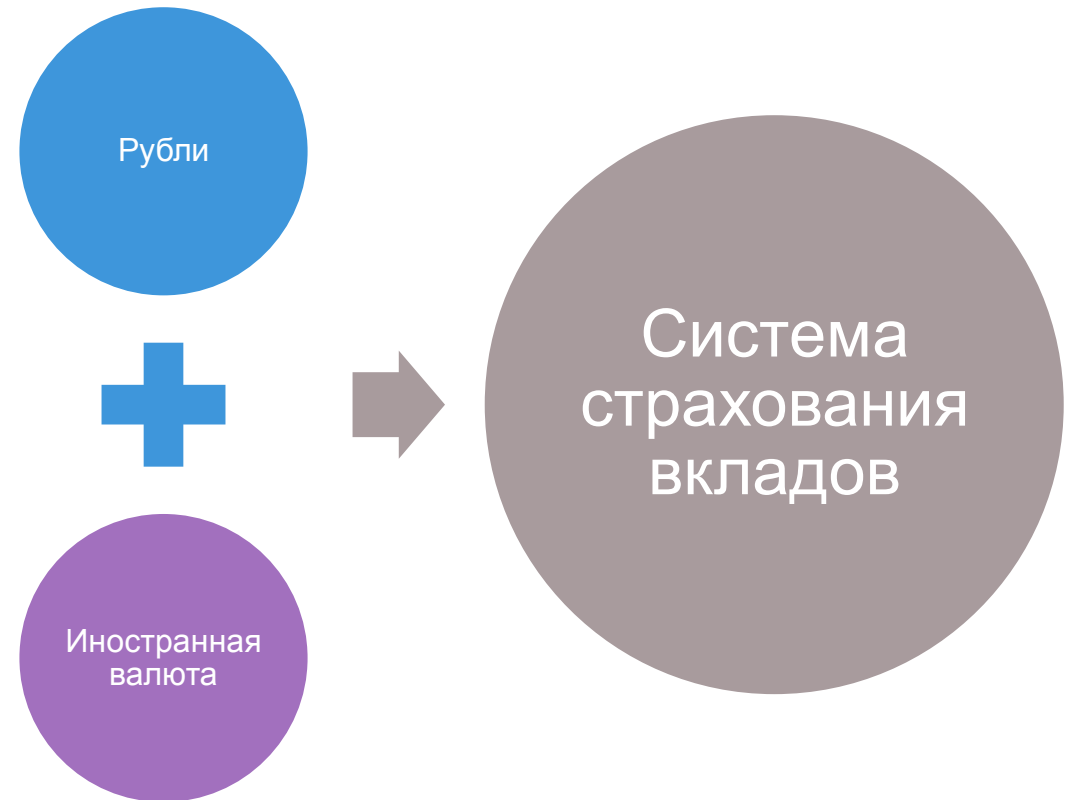 Рубли
Иностранная
валюта
Система
страхования
вкладов